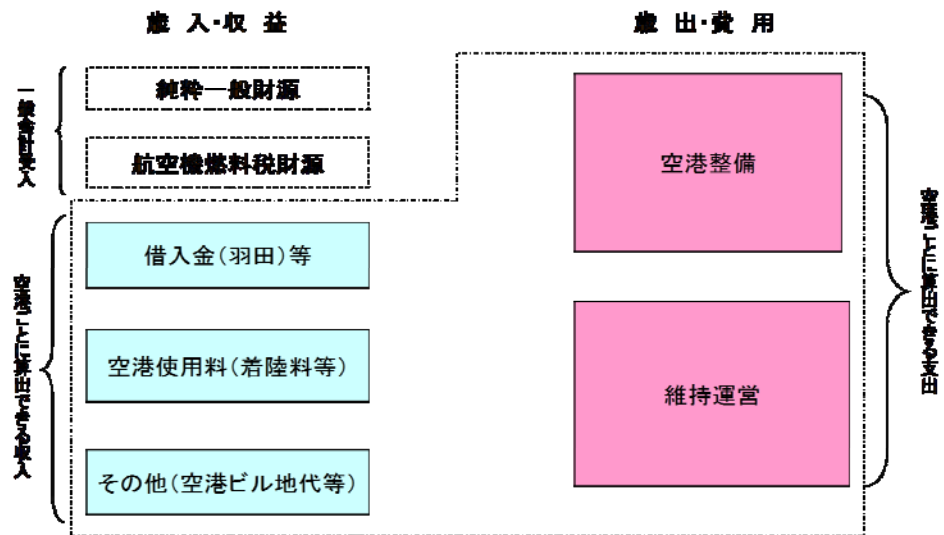 歳入・収益
歳出・費用
一般会計受入
純粋一般財源
航空機燃料税財源
空港ごとに算出できる収入
借入金(羽田)等
空港使用料(着陸料等)
その他(空港ビル地代等)
空港整備
維持運営
空港ごとに算出できる支出